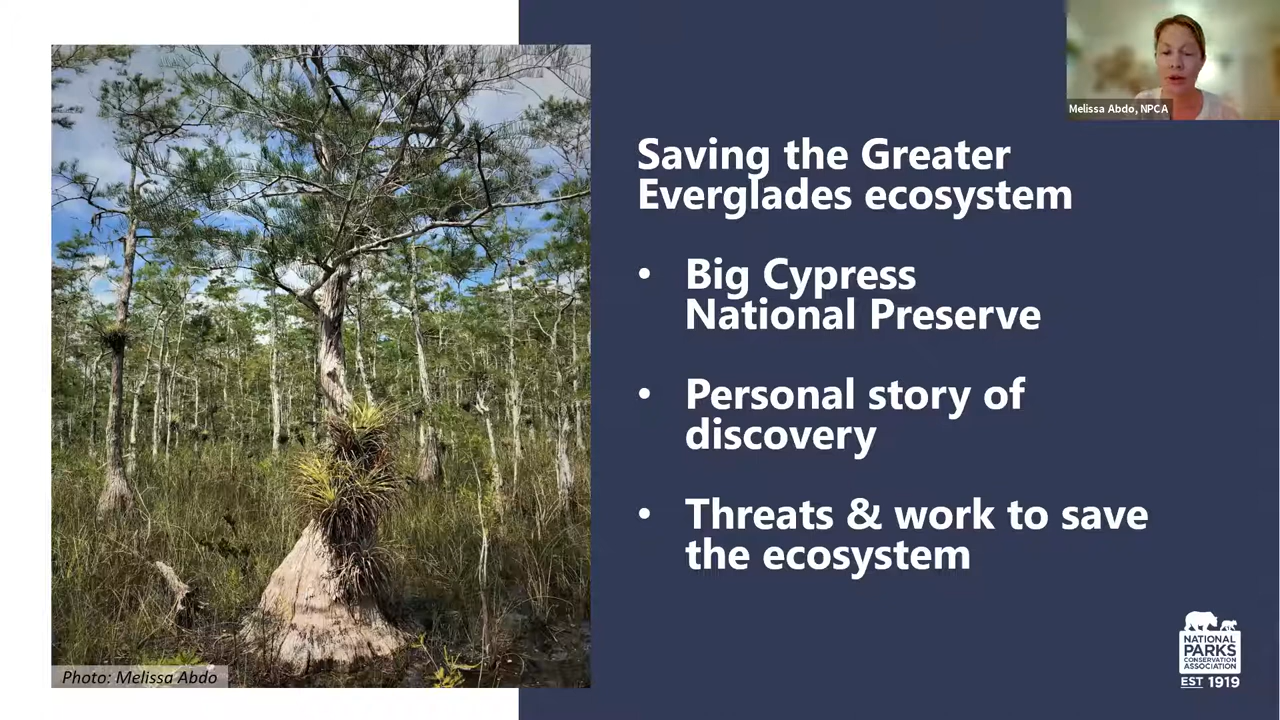 Melissa Abdo, NPCA
Saving the Greater
Everglades ecosystem
• Big Cypress
National Preserve
• Personal story of
discovery
• Threats & work to save
the ecosystem
Photo: Melissa Abdo
NATIONAL
PARKS
CONSERVATION
ASSOCIATION
EST 1919